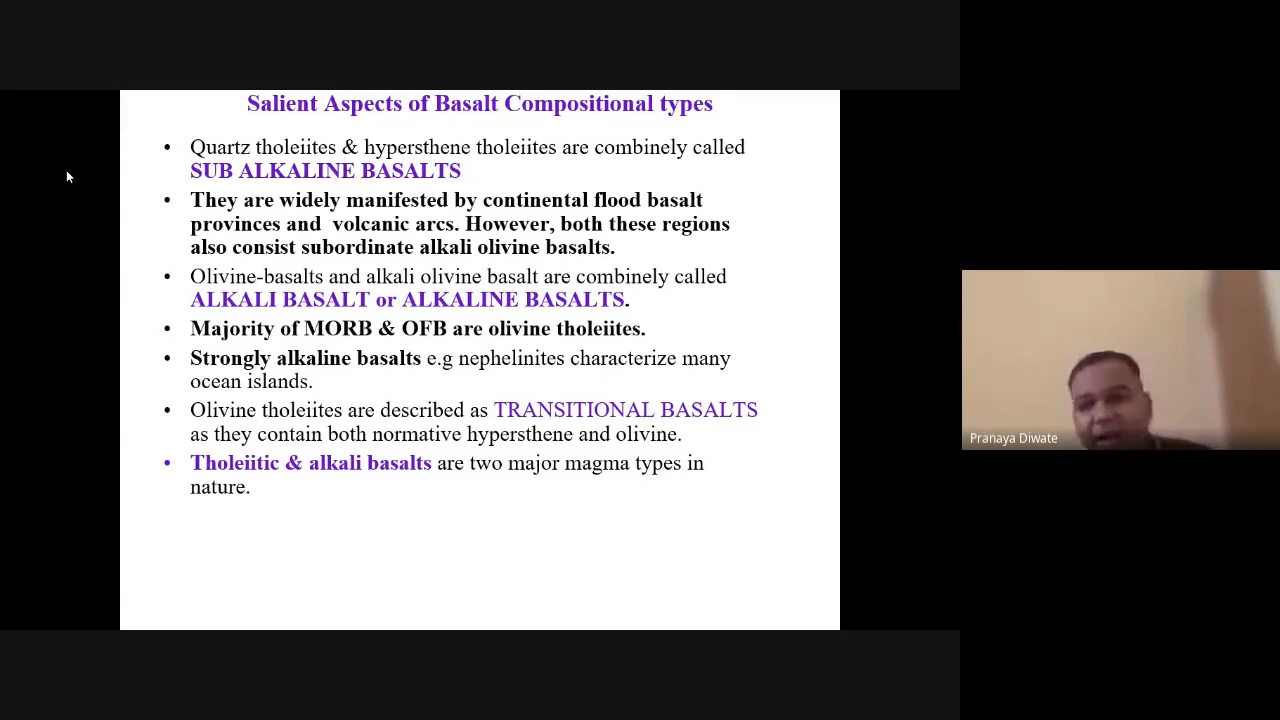 Salient Aspects of Basalt Compositional types
• Quartz tholeiites & hypersthene tholeiites are combinely called
SUB ALKALINE BASALTS
• They are widely manifested by continental flood basalt
provinces and  volcanic arcs. However, both these regions
also consist subordinate alkali olivine basalts.
• Olivine-basalts and alkali olivine basalt are combinely called
ALKALI BASALT or ALKALINE BASALTS.
• Majority of MORB & OFB are olivine tholeiites.
• Strongly alkaline basalts e.g nephelinites characterize many
ocean islands.
• Olivine tholeiites are described as TRANSITIONAL BASALTS
as they contain both normative hypersthene and olivine.
• Tholeiitic & alkali basalts are two major magma types in
nature.
Pranaya Diwate